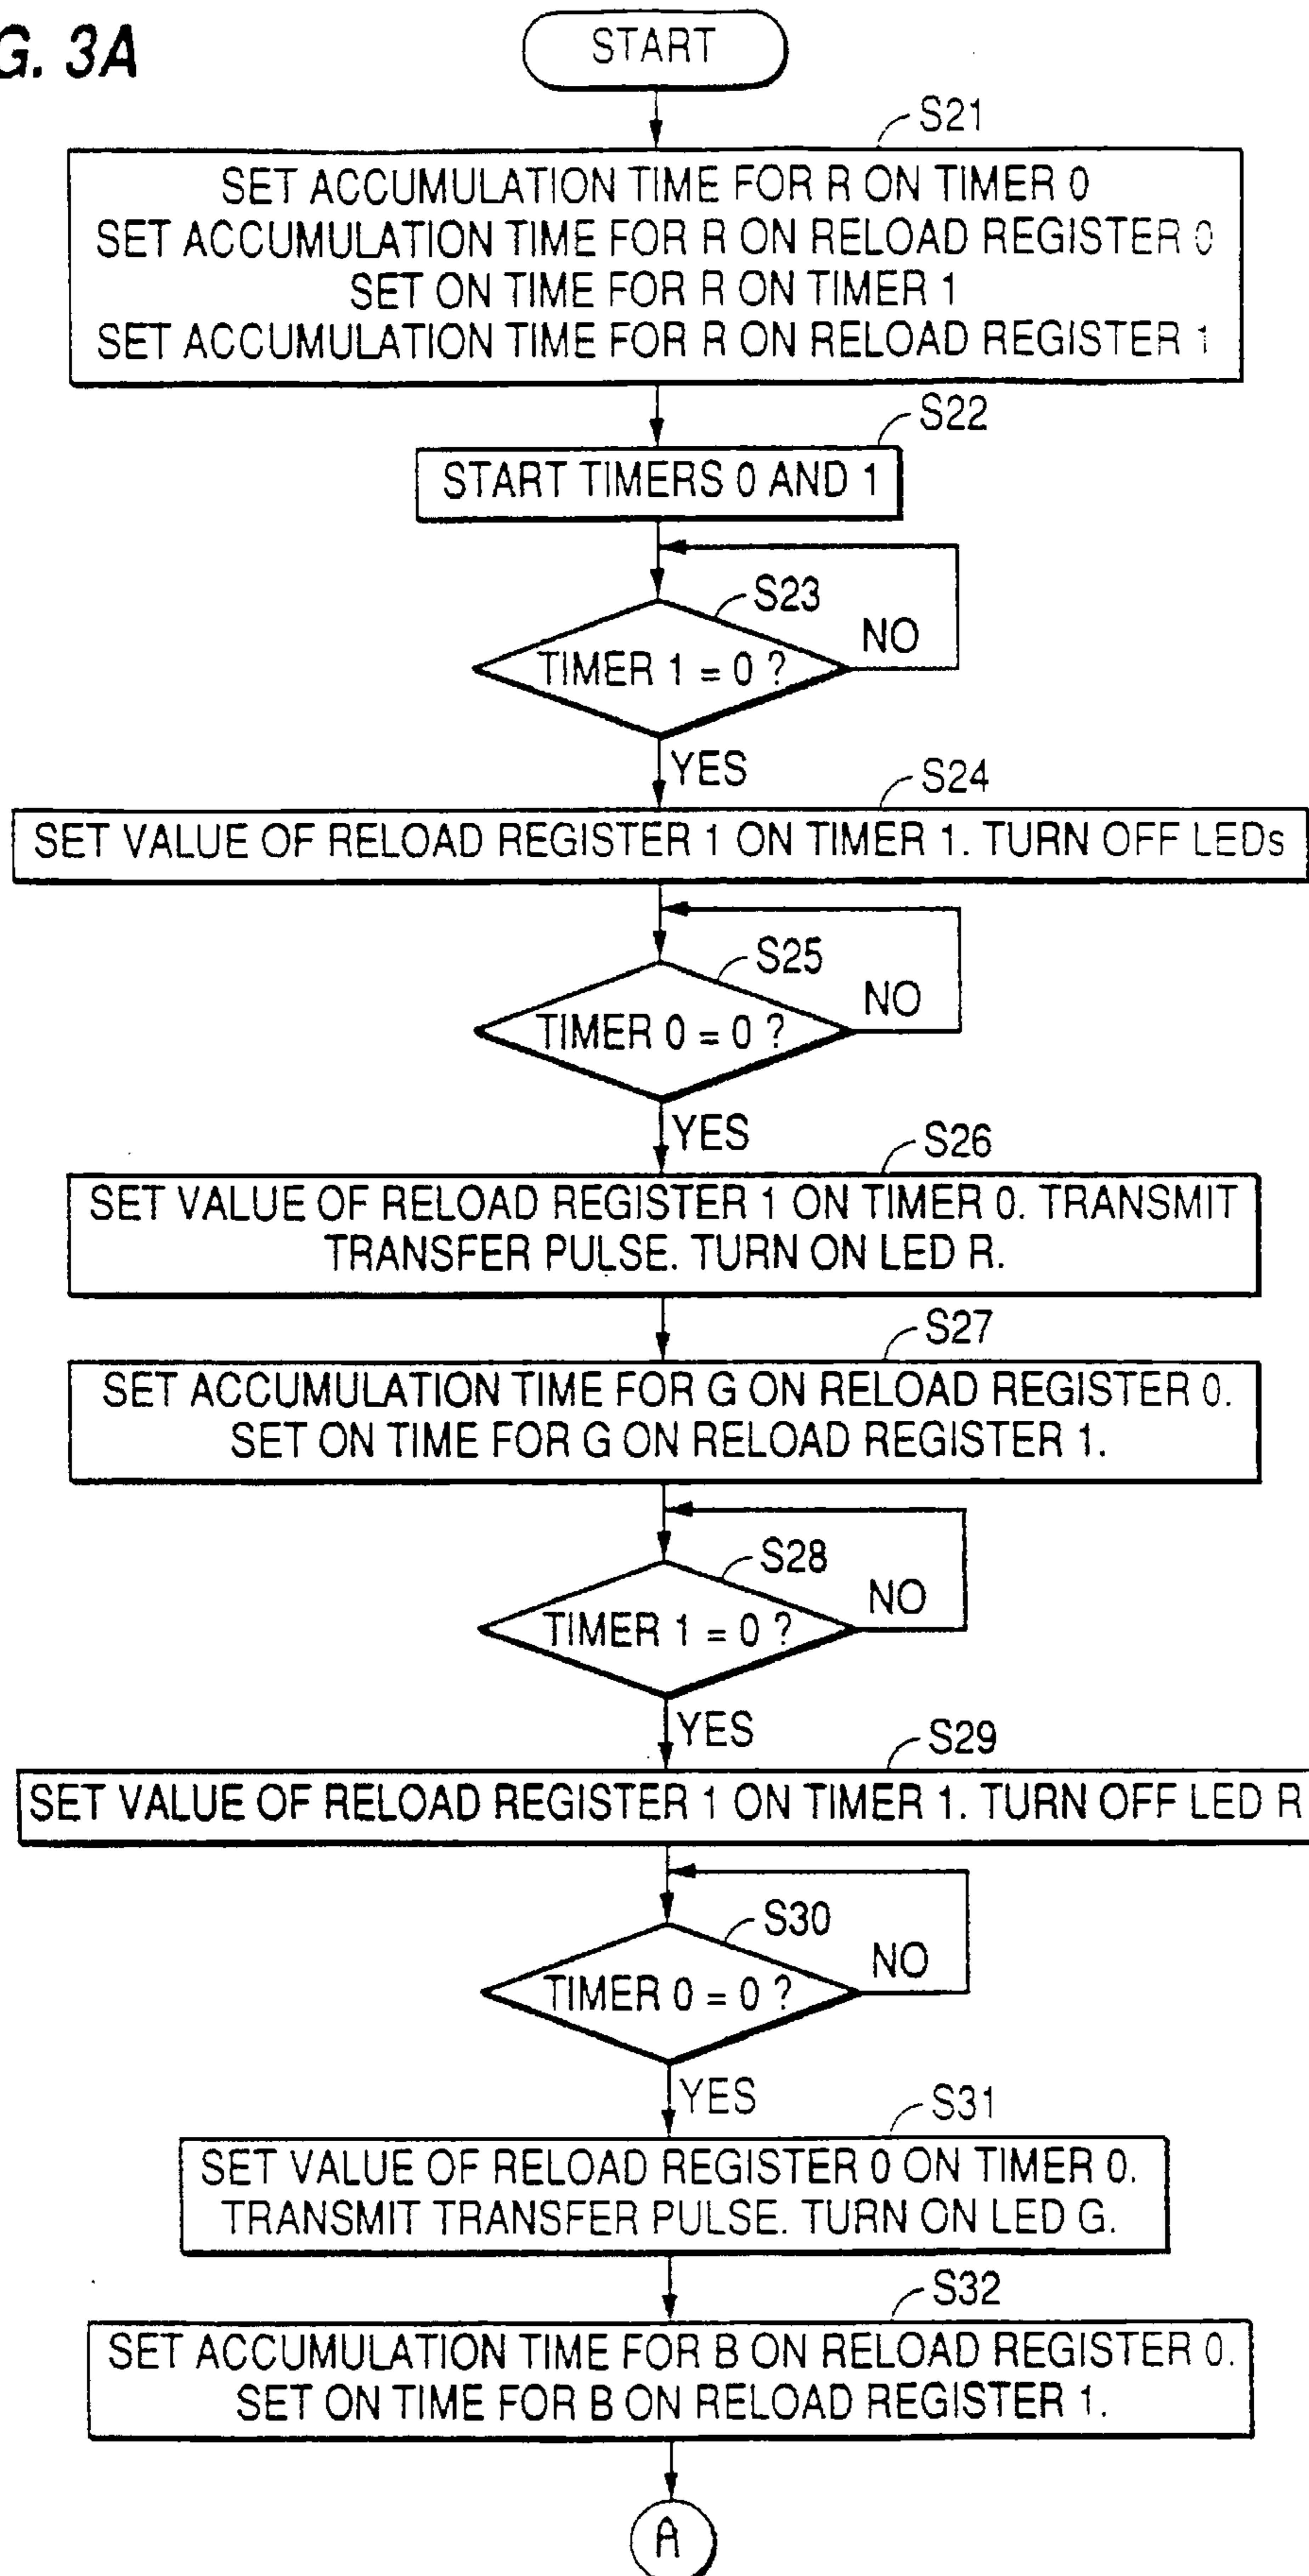 G. 3A
START
S21
SET ACCUMULATION TIME FOR R ON TIMER 0
SET ACCUMULATION TIME FOR R ON RELOAD REGISTER 0
SET ON TIME FOR R ON TIMER 1
SET ACCUMULATION TIME FOR R ON RELOAD REGISTER 1
S22
START TIMERS 0 AND 1
S23
NO
TIMER 1 = 0 ?
YES
S24
SET VALUE OF RELOAD REGISTER 1 ON TIMER 1. TURN OFF LEDs
S25
NO
TIMER 0 = 0 ?
YES
S26
SET VALUE OF RELOAD REGISTER 1 ON TIMER 0. TRANSMIT
TRANSFER PULSE. TURN ON LED R.
S27
SET ACCUMULATION TIME FOR G ON RELOAD REGISTER 0.
SET ON TIME FOR G ON RELOAD REGISTER 1.
S28
NO
TIMER 1 = 0 ?
YES
S29
SET VALUE OF RELOAD REGISTER 1 ON TIMER 1. TURN OFF LED R
S30
NO
TIMER 0 = 0 ?
YES
S31
SET VALUE OF RELOAD REGISTER 0 ON TIMER 0.
TRANSMIT TRANSFER PULSE. TURN ON LED G.
S32
SET ACCUMULATION TIME FOR B ON RELOAD REGISTER 0.
SET ON TIME FOR B ON RELOAD REGISTER 1.
A